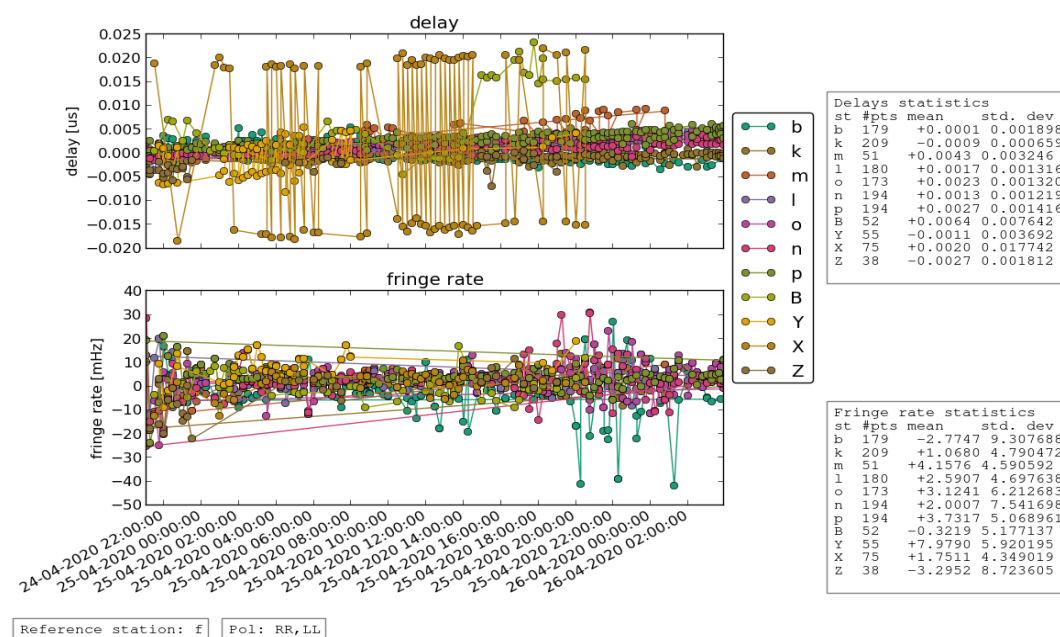 delay
0.025
0.020
0.015
0.010
0.005
0.000
−0.005
−0.010
−0.015
−0.020
delay [us]
fringe rate
40
30
20
10
0
−10
−20
−30
−40
−50
fringe rate [mHz]
24-04-2020 22:00:00
25-04-2020 00:00:00
25-04-2020 02:00:00
25-04-2020 04:00:00
25-04-2020 06:00:00
25-04-2020 08:00:00
25-04-2020 10:00:00
25-04-2020 12:00:00
25-04-2020 14:00:00
25-04-2020 16:00:00
25-04-2020 18:00:00
25-04-2020 20:00:00
25-04-2020 22:00:00
26-04-2020 00:00:00
26-04-2020 02:00:00
b
k
m
l
o
n
p
B
Y
X
Z
Delays statistics
st #pts mean std. dev
b 179 +0.0001 0.001898
k 209 −0.0009 0.000659
m 51 +0.0043 0.003246
l 180 +0.0017 0.001316
o 173 +0.0023 0.001320
n 194 +0.0013 0.001219
p 194 +0.0027 0.001416
B 52 +0.0064 0.007642
Y 55 −0.0011 0.003692
X 75 +0.0020 0.017742
Z 38 −0.0027 0.001812
Fringe rate statistics
st #pts mean std. dev
b 179 −2.7747 9.307688
k 209 +1.0680 4.790472
m 51 +4.1576 4.590592
l 180 +2.5907 4.697638
o 173 +3.1241 6.212683
n 194 +2.0007 7.541698
p 194 +3.7317 5.068961
B 52 −0.3219 5.177137
Y 55 +7.9790 5.920195
X 75 +1.7511 4.349019
Z 38 −3.2952 8.723605
Reference station: f
Pol: RR,LL